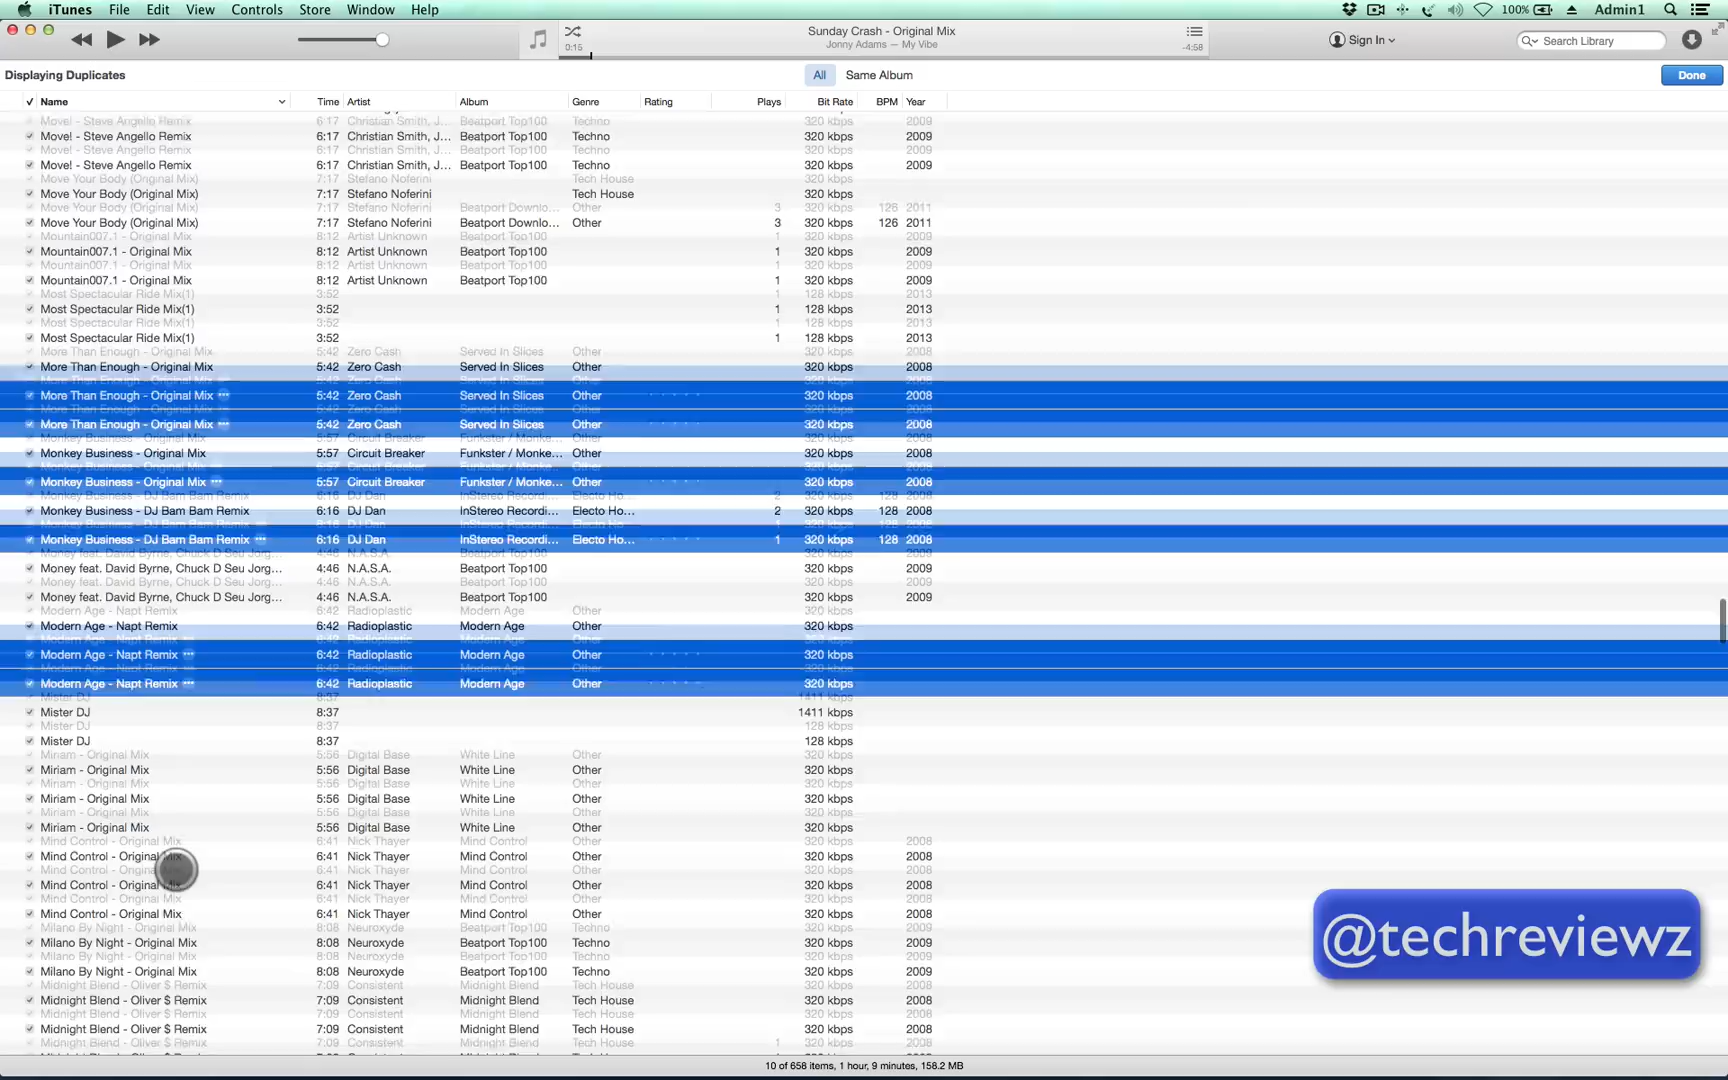 iTunes File Edit View Controls Store Window Help 100% Admin1
Sunday Crash - Original Mix
Jonny Adams — My Vibe
0:15 -4:58
Sign In
Search Library
Displaying Duplicates All Same Album Done
✓ Name Time Artist Album Genre Rating Plays Bit Rate BPM Year
Move! - Steve Angello Remix 6:17 Christian Smith, J... Beatport Top100 Techno 320 kbps 2009
Move! - Steve Angello Remix 6:17 Christian Smith, J... Beatport Top100 Techno 320 kbps 2009
Move Your Body (Original Mix) 7:17 Stefano Noferini Tech House 320 kbps
Move Your Body (Original Mix) 7:17 Stefano Noferini Beatport Downlo... Other 3 320 kbps 126 2011
Mountain007.1 - Original Mix 8:12 Artist Unknown Beatport Top100 1 320 kbps 2009
Mountain007.1 - Original Mix 8:12 Artist Unknown Beatport Top100 1 320 kbps 2009
Most Spectacular Ride Mix(1) 3:52 1 128 kbps 2013
Most Spectacular Ride Mix(1) 3:52 1 128 kbps 2013
More Than Enough - Original Mix 5:42 Zero Cash Served In Slices Other 320 kbps 2008
More Than Enough - Original Mix ••• 5:42 Zero Cash Served In Slices Other 320 kbps 2008
More Than Enough - Original Mix ••• 5:42 Zero Cash Served In Slices Other 320 kbps 2008
Monkey Business - Original Mix 5:57 Circuit Breaker Funkster / Monke... Other 320 kbps 2008
Monkey Business - Original Mix ••• 5:57 Circuit Breaker Funkster / Monke... Other 320 kbps 2008
Monkey Business - DJ Bam Bam Remix 6:16 DJ Dan InStereo Recordi... Electo Ho... 2 320 kbps 128 2008
Monkey Business - DJ Bam Bam Remix ••• 6:16 DJ Dan InStereo Recordi... Electo Ho... 1 320 kbps 128 2008
Money feat. David Byrne, Chuck D Seu Jorg... 4:46 N.A.S.A. Beatport Top100 320 kbps 2009
Money feat. David Byrne, Chuck D Seu Jorg... 4:46 N.A.S.A. Beatport Top100 320 kbps 2009
Modern Age - Napt Remix 6:42 Radioplastic Modern Age Other 320 kbps
Modern Age - Napt Remix ••• 6:42 Radioplastic Modern Age Other 320 kbps
Modern Age - Napt Remix ••• 6:42 Radioplastic Modern Age Other 320 kbps
Mister DJ 8:37 1411 kbps
Mister DJ 8:37 128 kbps
Miriam - Original Mix 5:56 Digital Base White Line Other 320 kbps
Miriam - Original Mix 5:56 Digital Base White Line Other 320 kbps
Miriam - Original Mix 5:56 Digital Base White Line Other 320 kbps
Mind Control - Original Mix 6:41 Nick Thayer Mind Control Other 320 kbps 2008
Mind Control - Original Mix 6:41 Nick Thayer Mind Control Other 320 kbps 2008
Mind Control - Original Mix 6:41 Nick Thayer Mind Control Other 320 kbps 2008
Milano By Night - Original Mix 8:08 Neuroxyde Beatport Top100 Techno 320 kbps 2009
Milano By Night - Original Mix 8:08 Neuroxyde Beatport Top100 Techno 320 kbps 2009
Midnight Blend - Oliver $ Remix 7:09 Consistent Midnight Blend Tech House 320 kbps 2008
Midnight Blend - Oliver $ Remix 7:09 Consistent Midnight Blend Tech House 320 kbps 2008
@techreviewz
10 of 658 items, 1 hour, 9 minutes, 158.2 MB